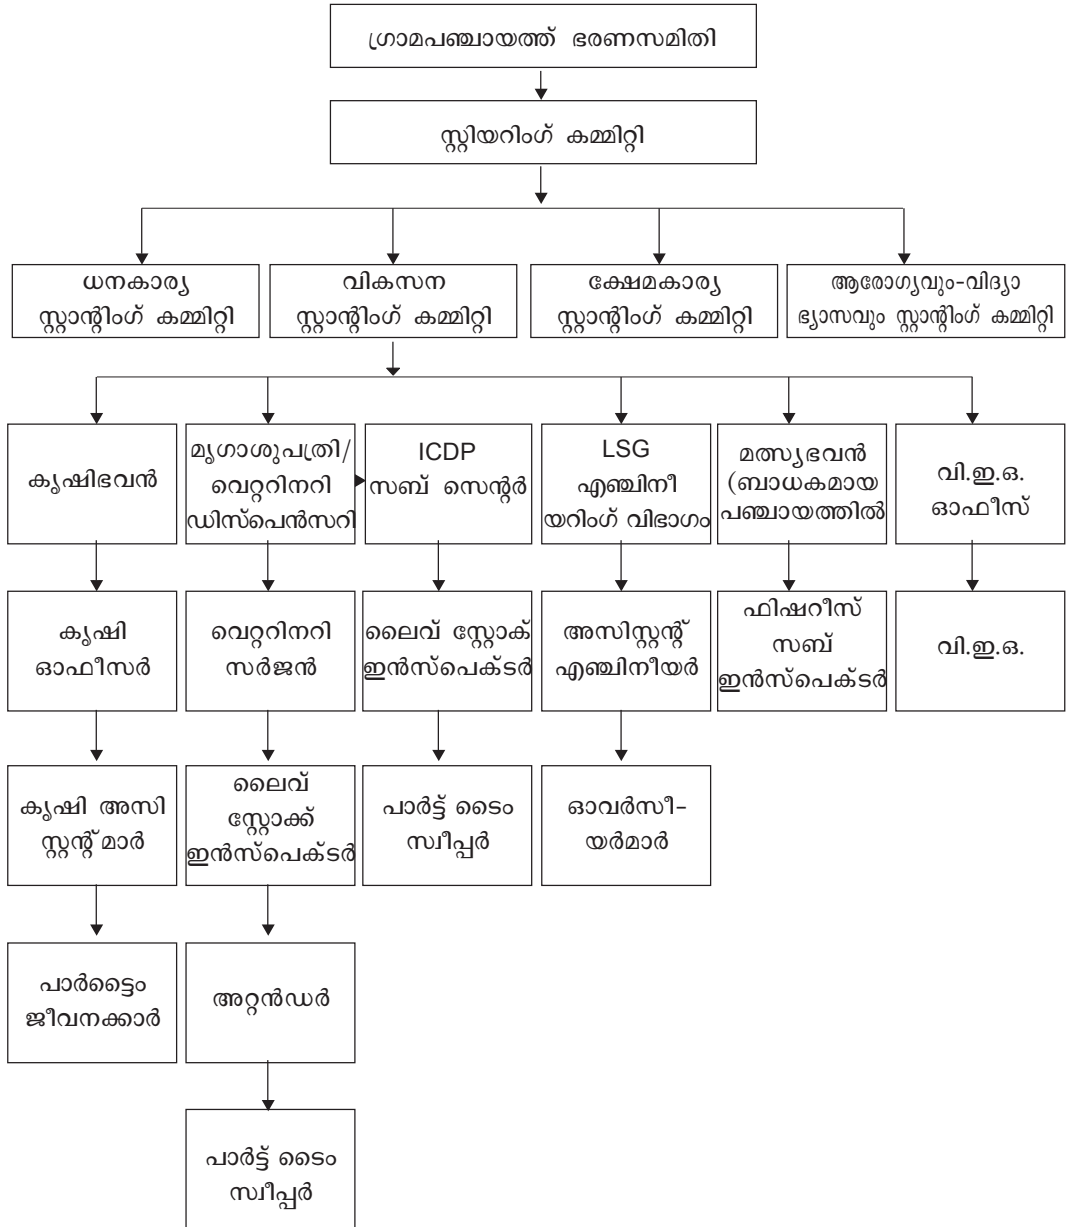 ഗ്രാമപഞ്ചായത്ത് ഭരണസമിതി
സ്റ്റിയറിംഗ് കമ്മിറ്റി
ധനകാര്യ
സ്റ്റാന്റിംഗ് കമ്മിറ്റി
വികസന
സ്റ്റാന്റിംഗ് കമ്മിറ്റി
ക്ഷേമകാര്യ
സ്റ്റാന്റിംഗ് കമ്മിറ്റി
ആരോഗ്യവും-വിദ്യാ
ഭ്യാസവും സ്റ്റാന്റിംഗ് കമ്മിറ്റി
കൃഷിഭവൻ
മൃഗാശുപത്രി/
വെറ്ററിനറി
ഡിസ്പെൻസറി
ICDP
സബ് സെന്റർ
LSG
എഞ്ചിനീ
യറിംഗ് വിഭാഗം
മത്സ്യഭവൻ
(ബാധകമായ
പഞ്ചായത്തിൽ
വി.ഇ.ഒ.
ഓഫീസ്
കൃഷി
ഓഫീസർ
വെറ്ററിനറി
സർജൻ
ലൈവ് സ്റ്റോക്
ഇൻസ്പെക്ടർ
അസിസ്റ്റന്റ്
എഞ്ചിനീയർ
ഫിഷറീസ്
സബ്
ഇൻസ്പെക്ടർ
വി.ഇ.ഒ.
കൃഷി അസി
സ്റ്റന്റ്മാർ
ലൈവ്
സ്റ്റോക്ക്
ഇൻസ്പെക്ടർ
പാർട്ട് ടൈം
സ്വീപ്പർ
ഓവർസീ-
യർമാർ
പാർട്ടൈം
ജീവനക്കാർ
അറ്റൻഡർ
പാർട്ട് ടൈം
സ്വീപ്പർ